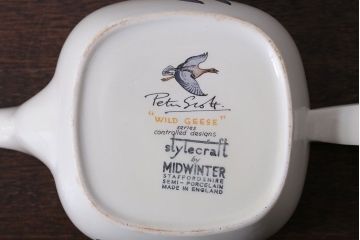 Peter Scott
"WILD GEESE"
series
controlled designs
stylecraft
by
MIDWINTER
STAFFORDSHIRE
SEMI-PORCELAIN
MADE IN ENGLAND